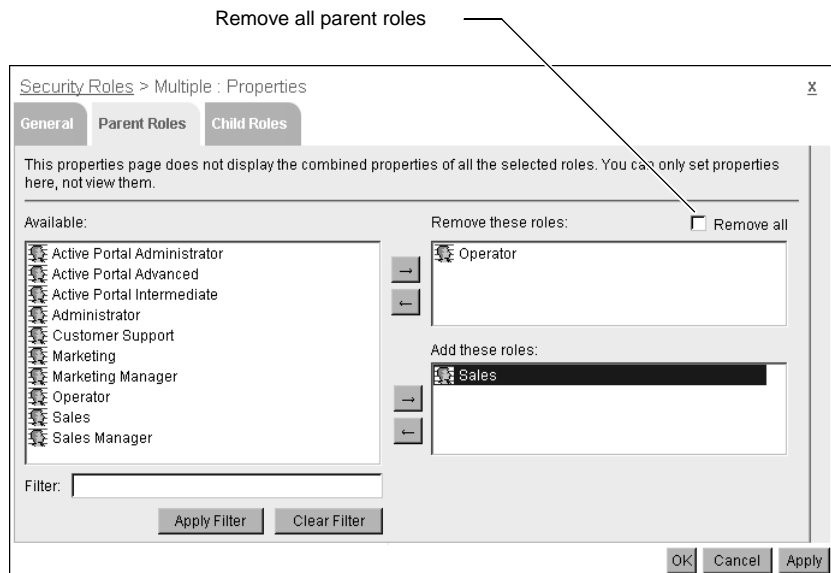 Remove all parent roles
Security Roles > Multiple : Properties
x
General
Parent Roles
Child Roles
This properties page does not display the combined properties of all the selected roles. You can only set properties
here, not view them.
Available:
Active Portal Administrator
Active Portal Advanced
Active Portal Intermediate
Administrator
Customer Support
Marketing
Marketing Manager
Operator
Sales
Sales Manager
Filter:
Apply Filter
Clear Filter
Remove these roles:
Remove all
Operator
→
←
Add these roles:
Sales
→
←
OK
Cancel
Apply